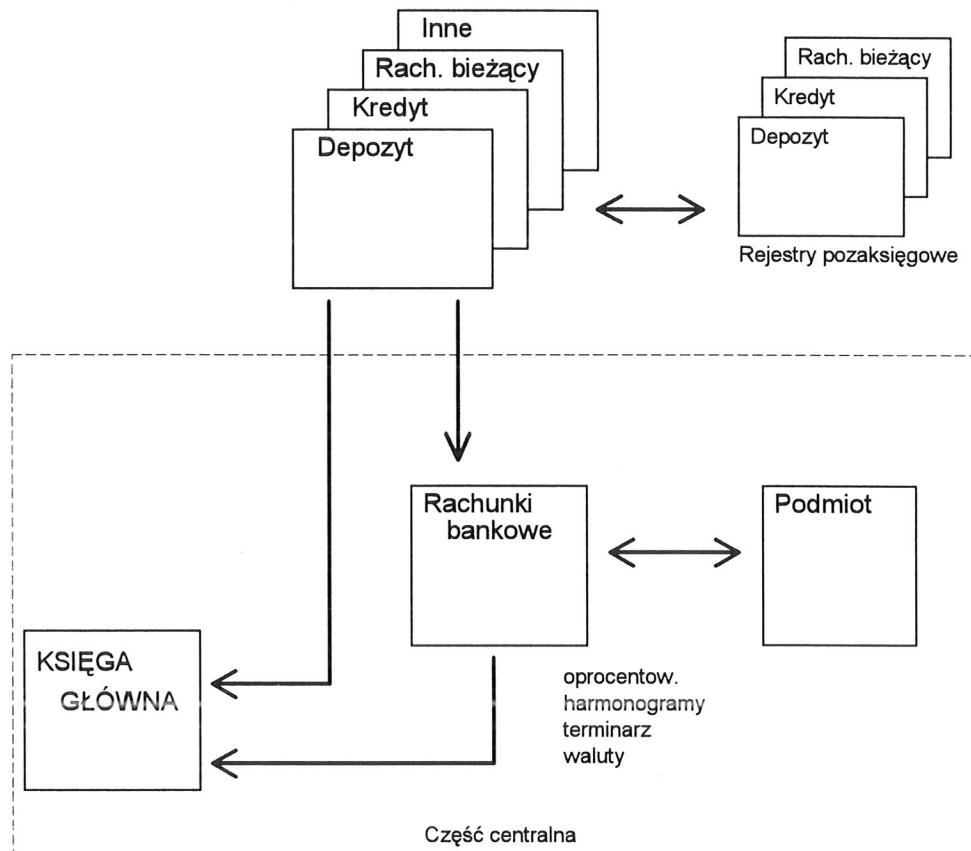 Inne
Rach. bieżący
Kredyt
Depozyt
Rach. bieżący
Kredyt
Depozyt
Rejestry pozaksięgowe
Rachunki
bankowe
Podmiot
KSIĘGA
GŁÓWNA
oprocentow.
harmonogramy
terminarz
waluty
Część centralna